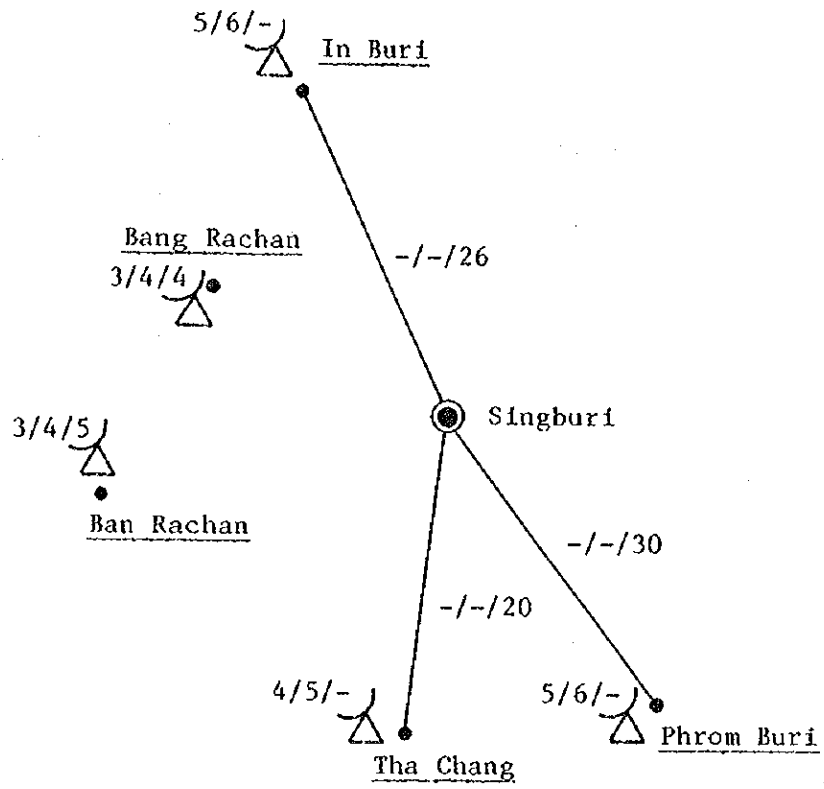 5/6/-
In Buri
Bang Rachan
3/4/4
-/-/26
3/4/5
Singburi
Ban Rachan
-/-/30
-/-/20
4/5/-
5/6/-
Phrom Buri
Tha Chang